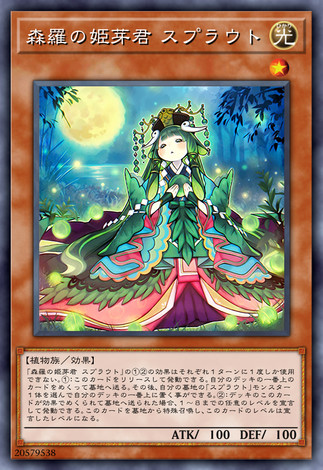 森羅の姫芽君 スプラウト
光
【植物族／効果】
「森羅の姫芽君 スプラウト」の①②の効果はそれぞれ１ターンに１度しか使用
できない。①：このカードをリリースして発動できる。自分のデッキの一番上
のカードをめくって墓地へ送る。その後、自分の墓地の「スプラウト」モンスター
１体を選んで自分のデッキの一番上に置く事ができる。②：デッキのこのカー
ドが効果でめくられて墓地へ送られた場合、１～８までの任意のレベルを宣言
して発動できる。このカードを墓地から特殊召喚し、このカードのレベルは宣
言したレベルになる。
ATK/ 100 DEF/ 100
20579538